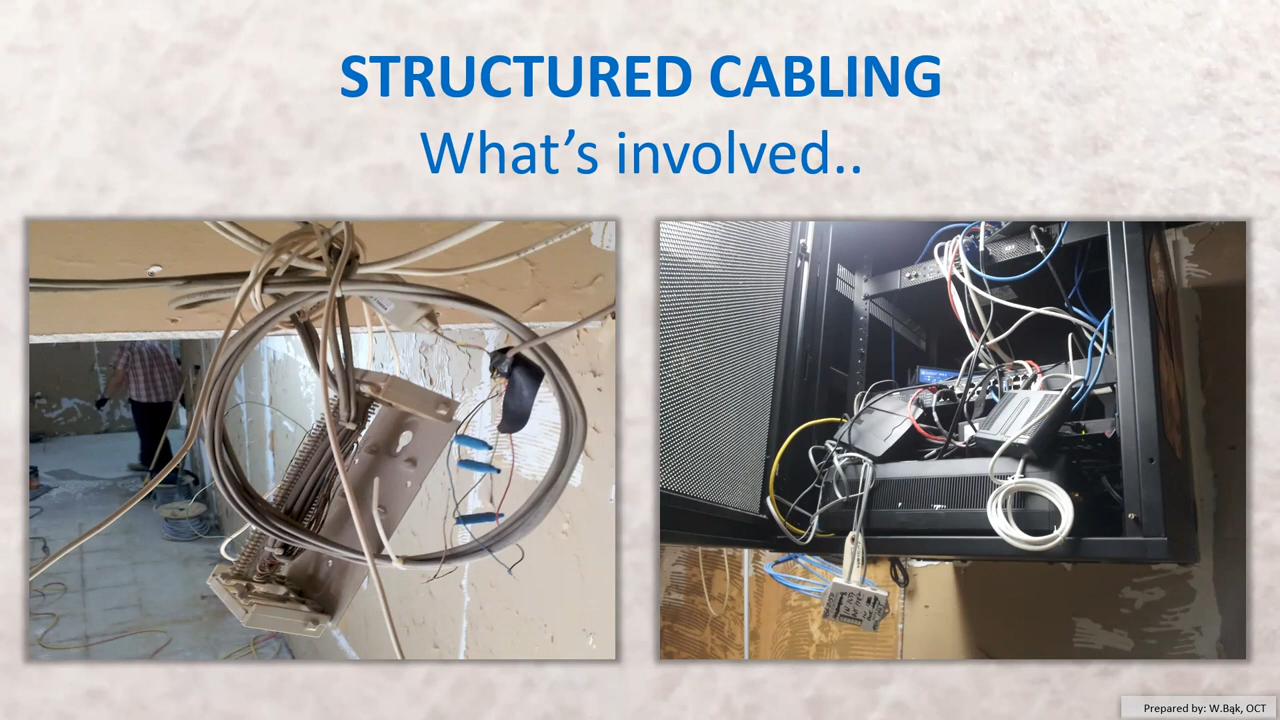 STRUCTURED CABLING
What’s involved..
Prepared by: W.Bąk, OCT